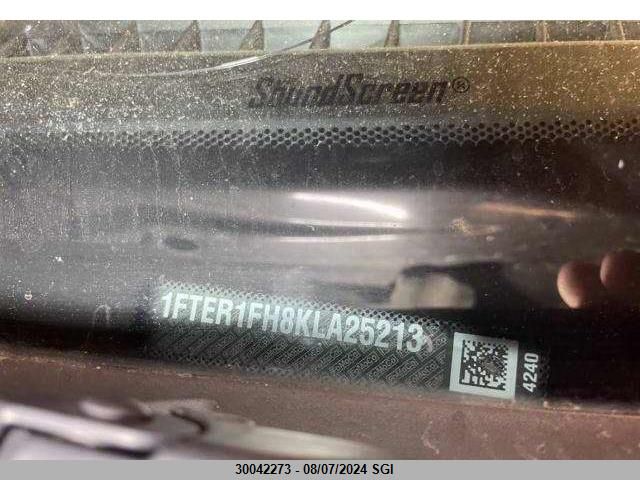 SoundScreen®
1FTER1FH8KLA25213
4240
30042273 - 08/07/2024 SGI